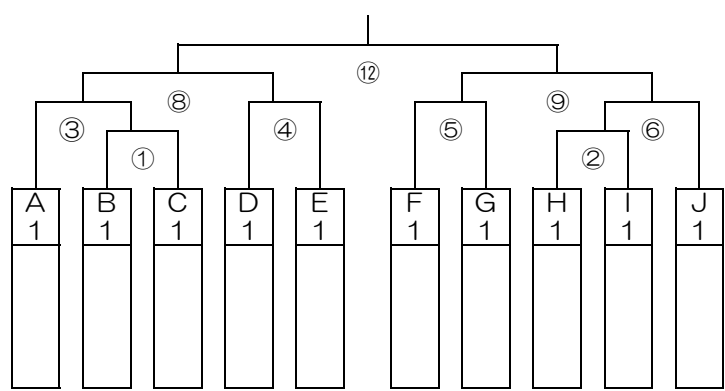 ⑫
⑧ ⑨
③ ④ ⑤ ⑥
① ②
A B C D E F G H I J
1 1 1 1 1 1 1 1 1 1